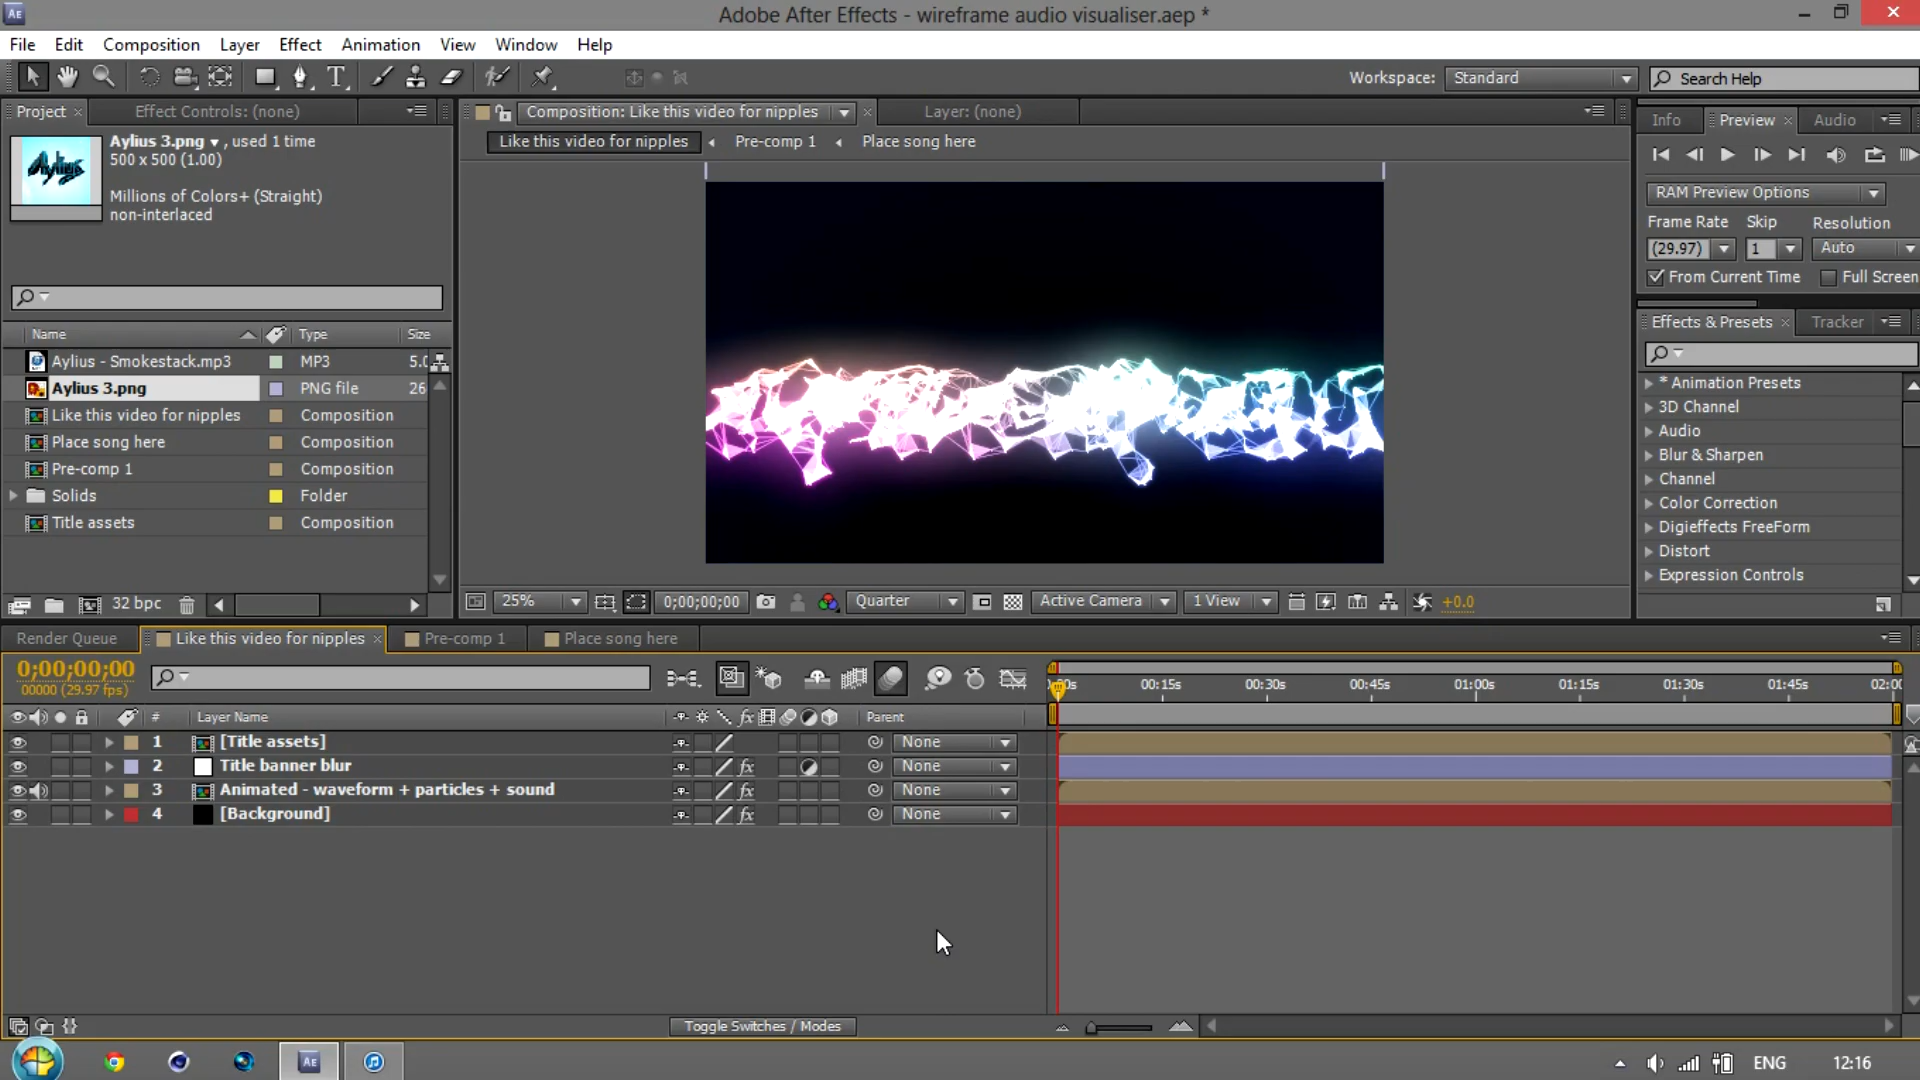 AE Adobe After Effects - wireframe audio visualiser.aep *
File Edit Composition Layer Effect Animation View Window Help
Workspace: Standard Search Help
Project × Effect Controls: (none)
Aylius 3.png ▾ , used 1 time
500 x 500 (1.00)
Millions of Colors+ (Straight)
non-interlaced
Aylius
Name Type Size
Aylius - Smokestack.mp3 MP3 5.0
Aylius 3.png PNG file 26
Like this video for nipples Composition
Place song here Composition
Pre-comp 1 Composition
Solids Folder
Title assets Composition
32 bpc
Composition: Like this video for nipples × Layer: (none)
Like this video for nipples Pre-comp 1 Place song here
25% 0;00;00;00 Quarter Active Camera 1 View +0.0
Info Preview × Audio
RAM Preview Options
Frame Rate Skip Resolution
(29.97) 1 Auto
From Current Time Full Screen
Effects & Presets × Tracker
* Animation Presets
3D Channel
Audio
Blur & Sharpen
Channel
Color Correction
Digieffects FreeForm
Distort
Expression Controls
Render Queue Like this video for nipples × Pre-comp 1 Place song here
0;00;00;00
00000 (29.97 fps)
00:15s 00:30s 00:45s 01:00s 01:15s 01:30s 01:45s 02:00
# Layer Name fx Parent
1 [Title assets] None
2 Title banner blur fx None
3 Animated - waveform + particles + sound fx None
4 [Background] fx None
Toggle Switches / Modes
AE ENG 12:16